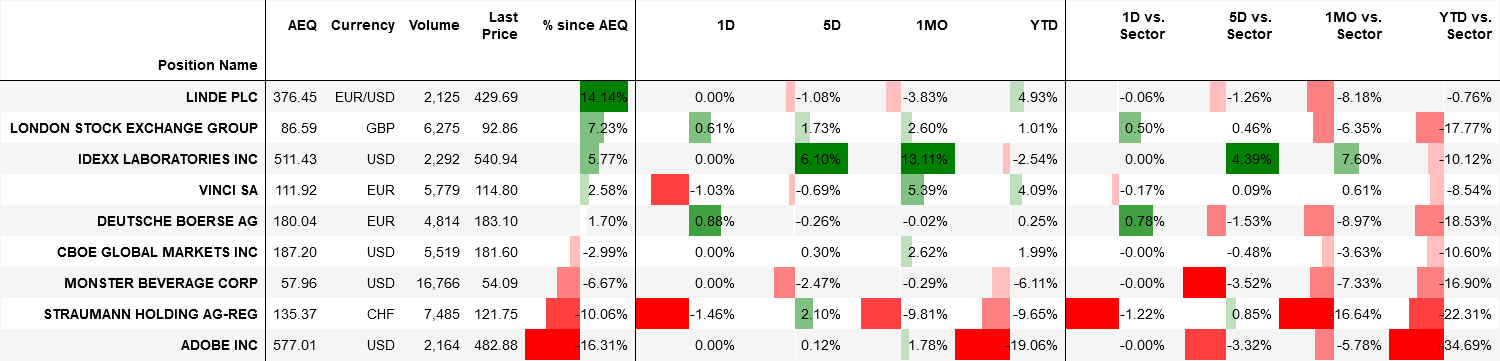 AEQ Currency Volume Last Price % since AEQ 1D 5D 1MO YTD 1D vs. Sector 5D vs. Sector 1MO vs. Sector YTD vs. Sector
Position Name
LINDE PLC 376.45 EUR/USD 2,125 429.69 14.14% 0.00% -1.08% -3.83% 4.93% -0.06% -1.26% -8.18% -0.76%
LONDON STOCK EXCHANGE GROUP 86.59 GBP 6,275 92.86 7.23% 0.61% 1.73% 2.60% 1.01% 0.50% 0.46% -6.35% -17.77%
IDEXX LABORATORIES INC 511.43 USD 2,292 540.94 5.77% 0.00% 6.10% 13.11% -2.54% 0.00% 4.39% 7.60% -10.12%
VINCI SA 111.92 EUR 5,779 114.80 2.58% -1.03% -0.69% 5.39% 4.09% -0.17% 0.09% 0.61% -8.54%
DEUTSCHE BOERSE AG 180.04 EUR 4,814 183.10 1.70% 0.88% -0.26% -0.02% 0.25% 0.78% -1.53% -8.97% -18.53%
CBOE GLOBAL MARKETS INC 187.20 USD 5,519 181.60 -2.99% 0.00% 0.30% 2.62% 1.99% -0.00% -0.48% -3.63% -10.60%
MONSTER BEVERAGE CORP 57.96 USD 16,766 54.09 -6.67% 0.00% -2.47% -0.29% -6.11% -0.00% -3.52% -7.33% -16.90%
STRAUMANN HOLDING AG-REG 135.37 CHF 7,485 121.75 -10.06% -1.46% 2.10% -9.81% -9.65% -1.22% 0.85% -16.64% -22.31%
ADOBE INC 577.01 USD 2,164 482.88 -16.31% 0.00% 0.12% 1.78% -19.06% -0.00% -3.32% -5.78% -34.69%